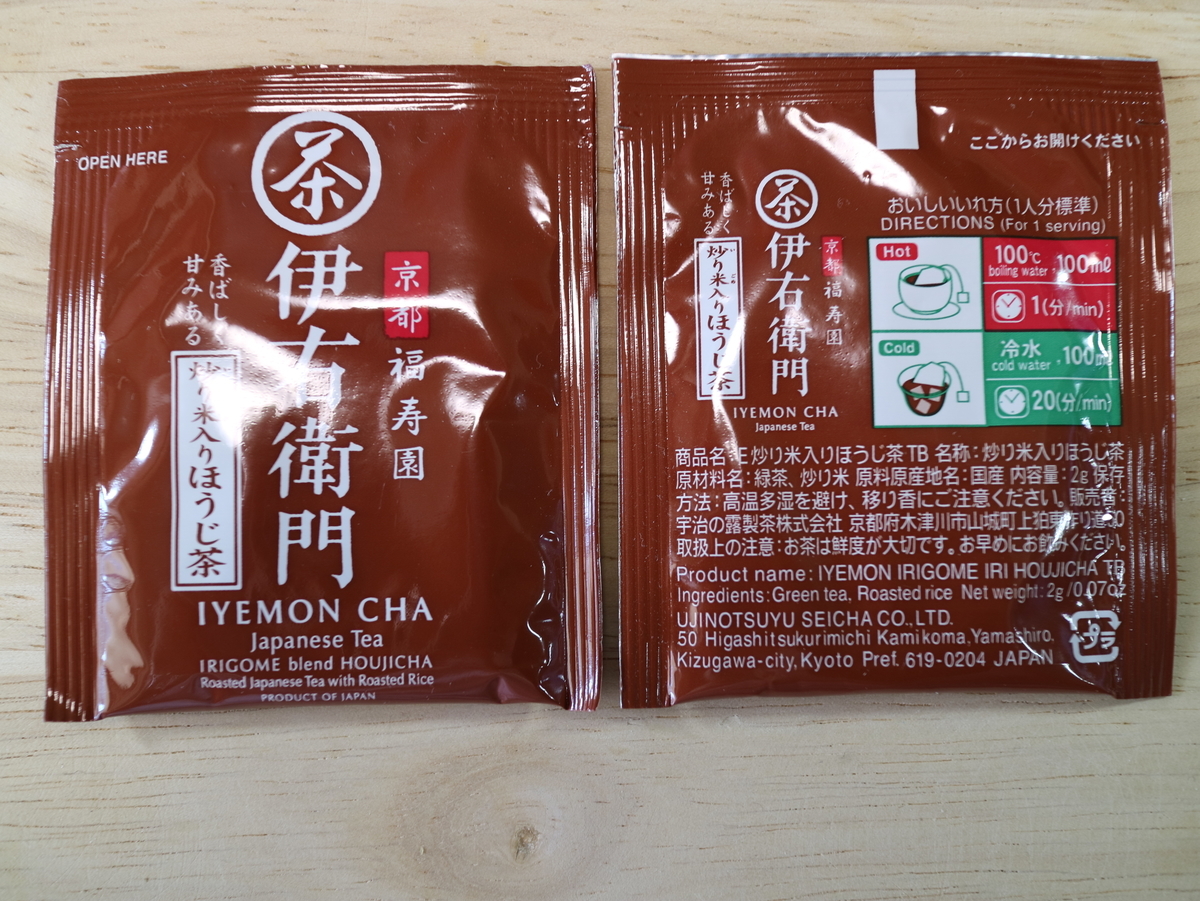 OPEN HERE
茶
伊右衛門
京都
福寿園
香ばしく
甘みある
炒り米入りほうじ茶
IYEMON CHA
Japanese Tea
IRIGOME blend HOUJICHA
Roasted Japanese Tea with Roasted Rice
PRODUCT OF JAPAN
ここからお開けください
茶
伊右衛門
京都
福寿園
香ばしく
甘みある
炒り米入りほうじ茶
IYEMON CHA
Japanese Tea
おいしいいれ方(1人分標準)
DIRECTIONS (For 1 serving)
Hot
100℃
boiling water
100mℓ
1(分/min)
Cold
冷水
cold water
100mℓ
20(分/min)
商品名:E炒り米入りほうじ茶TB 名称:炒り米入りほうじ茶
原材料名:緑茶、炒り米 原料原産地名:国産 内容量:2g 保存
方法:高温多湿を避け、移り香にご注意ください。販売者:
宇治の露製茶株式会社 京都府木津川市山城町上狛東作り道50
取扱上の注意:お茶は鮮度が大切です。お早めにお飲みください。
Product name: IYEMON IRIGOME IRI HOUJICHA TB
Ingredients: Green tea, Roasted rice Net weight: 2g /0.07oz
UJINOTSUYU SEICHA CO.,LTD.
50 Higashitsukurimichi Kamikoma, Yamashiro.
Kizugawa-city, Kyoto Pref. 619-0204 JAPAN
プラ